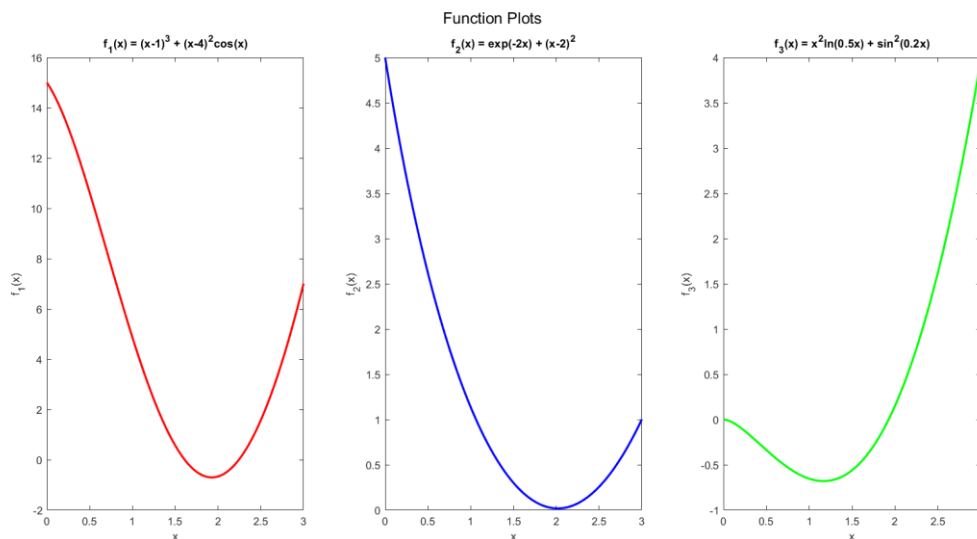 Function Plots
f₁(x) = (x-1)³ + (x-4)²cos(x)
16
14
12
10
8
6
4
2
0
-2
f₁(x)
0 0.5 1 1.5 2 2.5 3
x
f₂(x) = exp(-2x) + (x-2)²
5
4.5
4
3.5
3
2.5
2
1.5
1
0.5
0
f₂(x)
0 0.5 1 1.5 2 2.5 3
x
f₃(x) = x²ln(0.5x) + sin²(0.2x)
4
3.5
3
2.5
2
1.5
1
0.5
0
-0.5
-1
f₃(x)
0 0.5 1 1.5 2 2.5
x